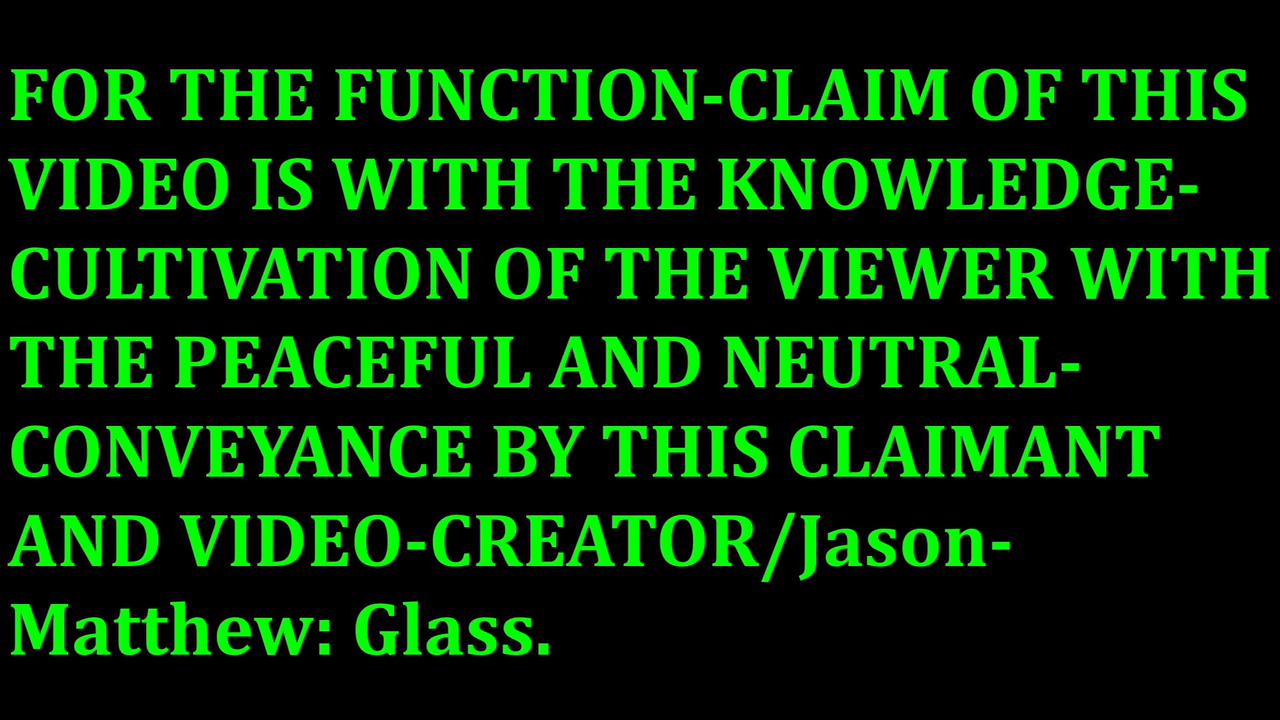 FOR THE FUNCTION-CLAIM OF THIS
VIDEO IS WITH THE KNOWLEDGE-
CULTIVATION OF THE VIEWER WITH
THE PEACEFUL AND NEUTRAL-
CONVEYANCE BY THIS CLAIMANT
AND VIDEO-CREATOR/Jason-
Matthew: Glass.